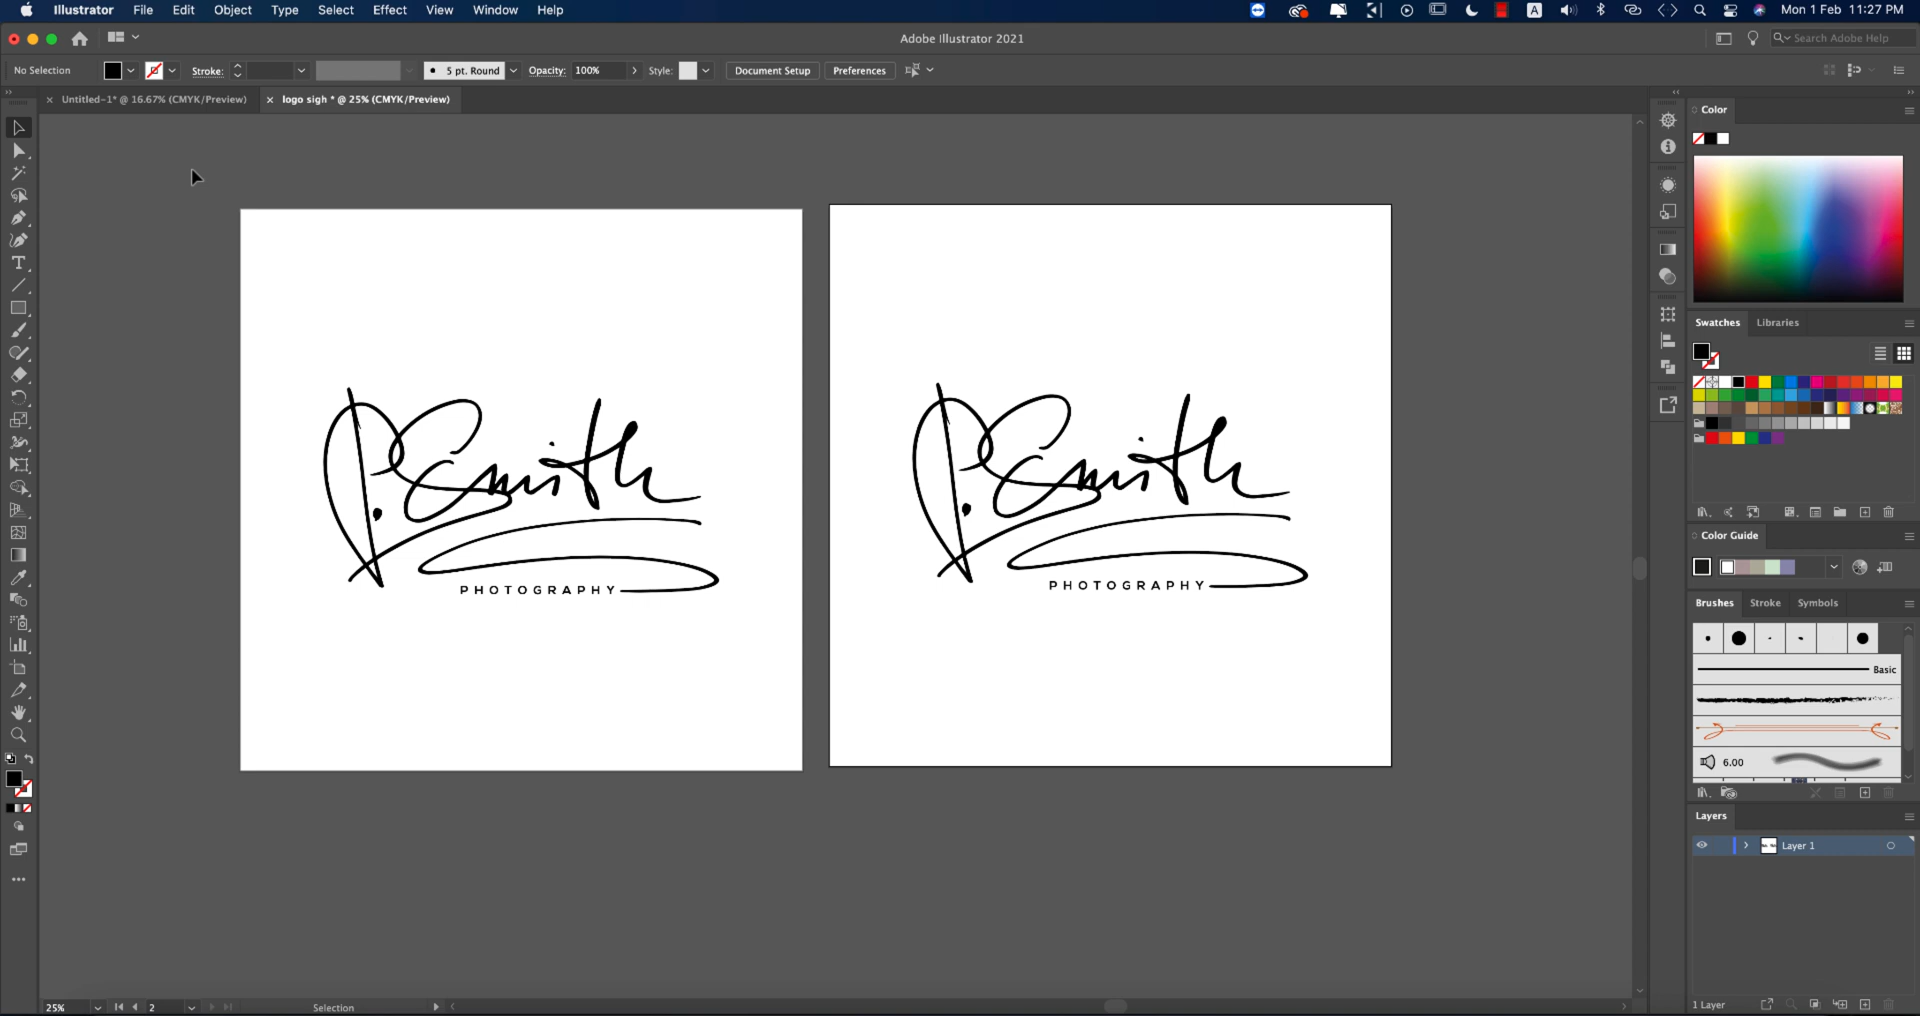 Illustrator File Edit Object Type Select Effect View Window Help A Mon 1 Feb 11:27 PM
Adobe Illustrator 2021 Search Adobe Help
No Selection Stroke: 5 pt. Round Opacity: 100% Style: Document Setup Preferences
Untitled-1* @ 16.67% (CMYK/Preview) logo sigh * @ 25% (CMYK/Preview)
Color
Swatches Libraries
Color Guide
Brushes Stroke Symbols
Basic
6.00
Layers
Layer 1
1 Layer
P. Smith
PHOTOGRAPHY
P. Smith
PHOTOGRAPHY
25% 2 Selection